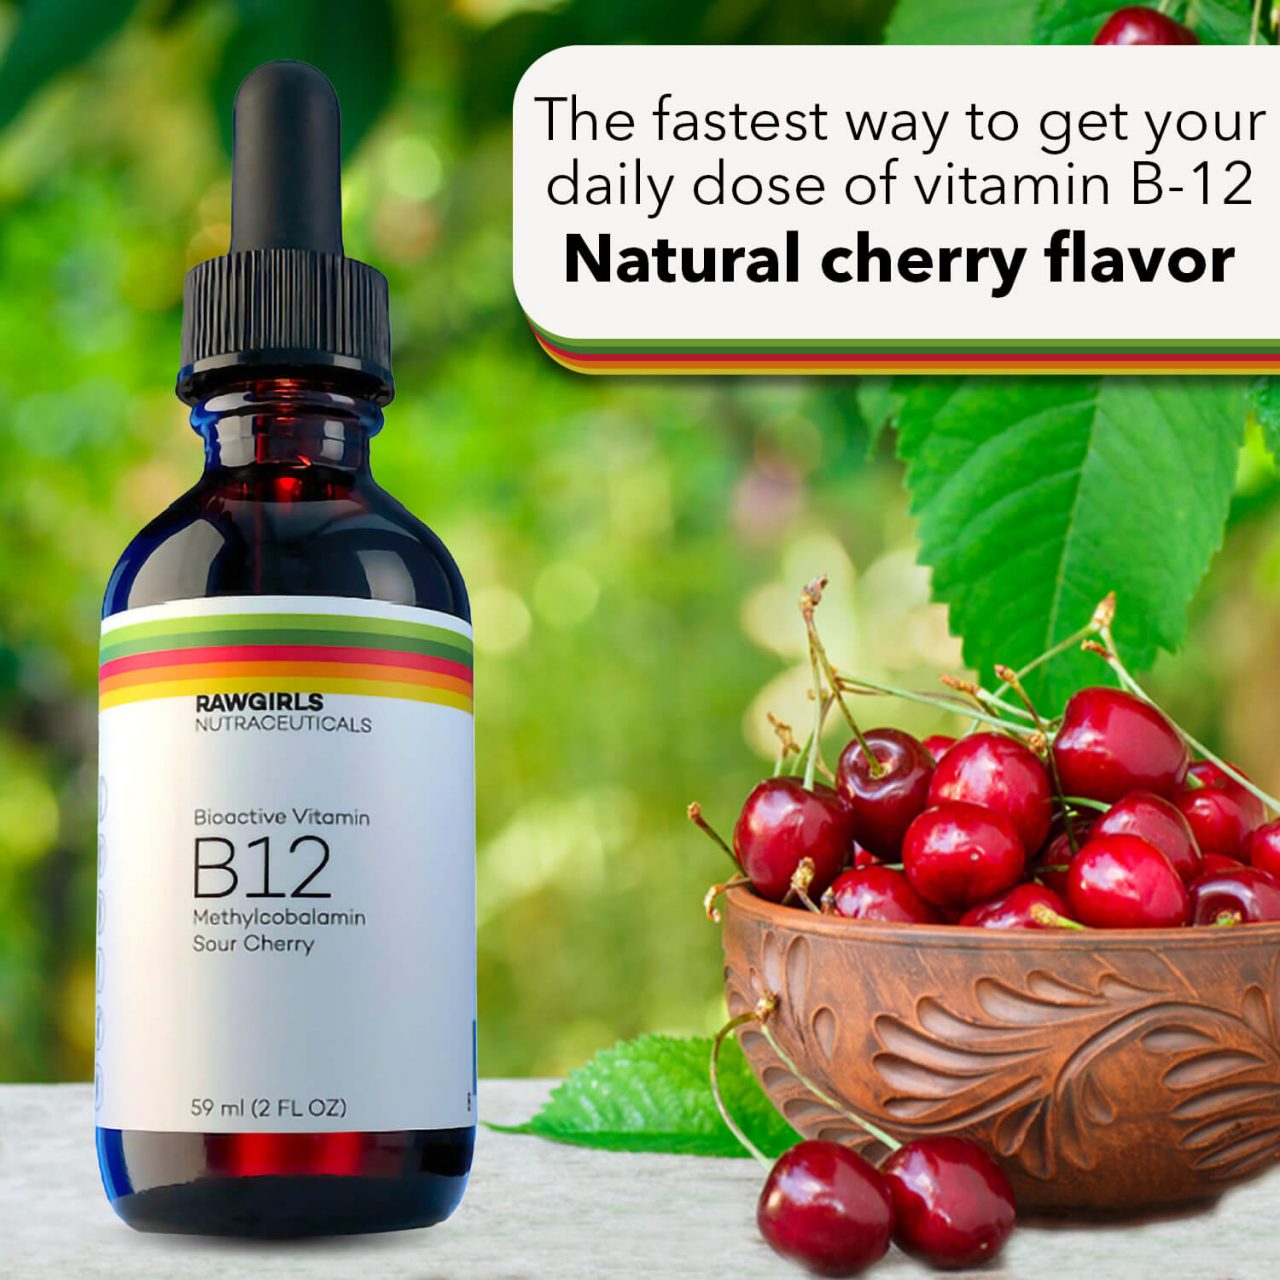 The fastest way to get your
daily dose of vitamin B-12
Natural cherry flavor
RAWGIRLS
NUTRACEUTICALS
Bioactive Vitamin
B12
Methylcobalamin
Sour Cherry
59 ml (2 FL OZ)